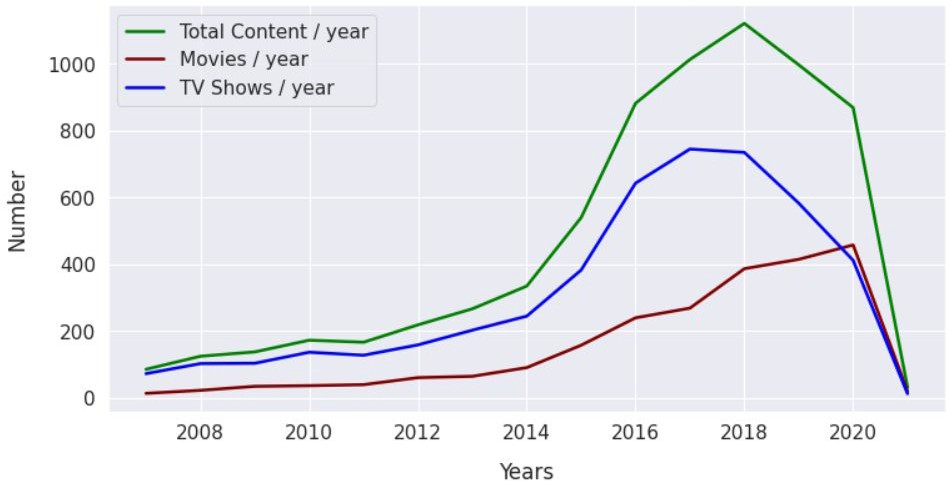 Total Content / year
Movies / year
TV Shows / year
1000
800
600
400
200
0
Number
2008 2010 2012 2014 2016 2018 2020
Years